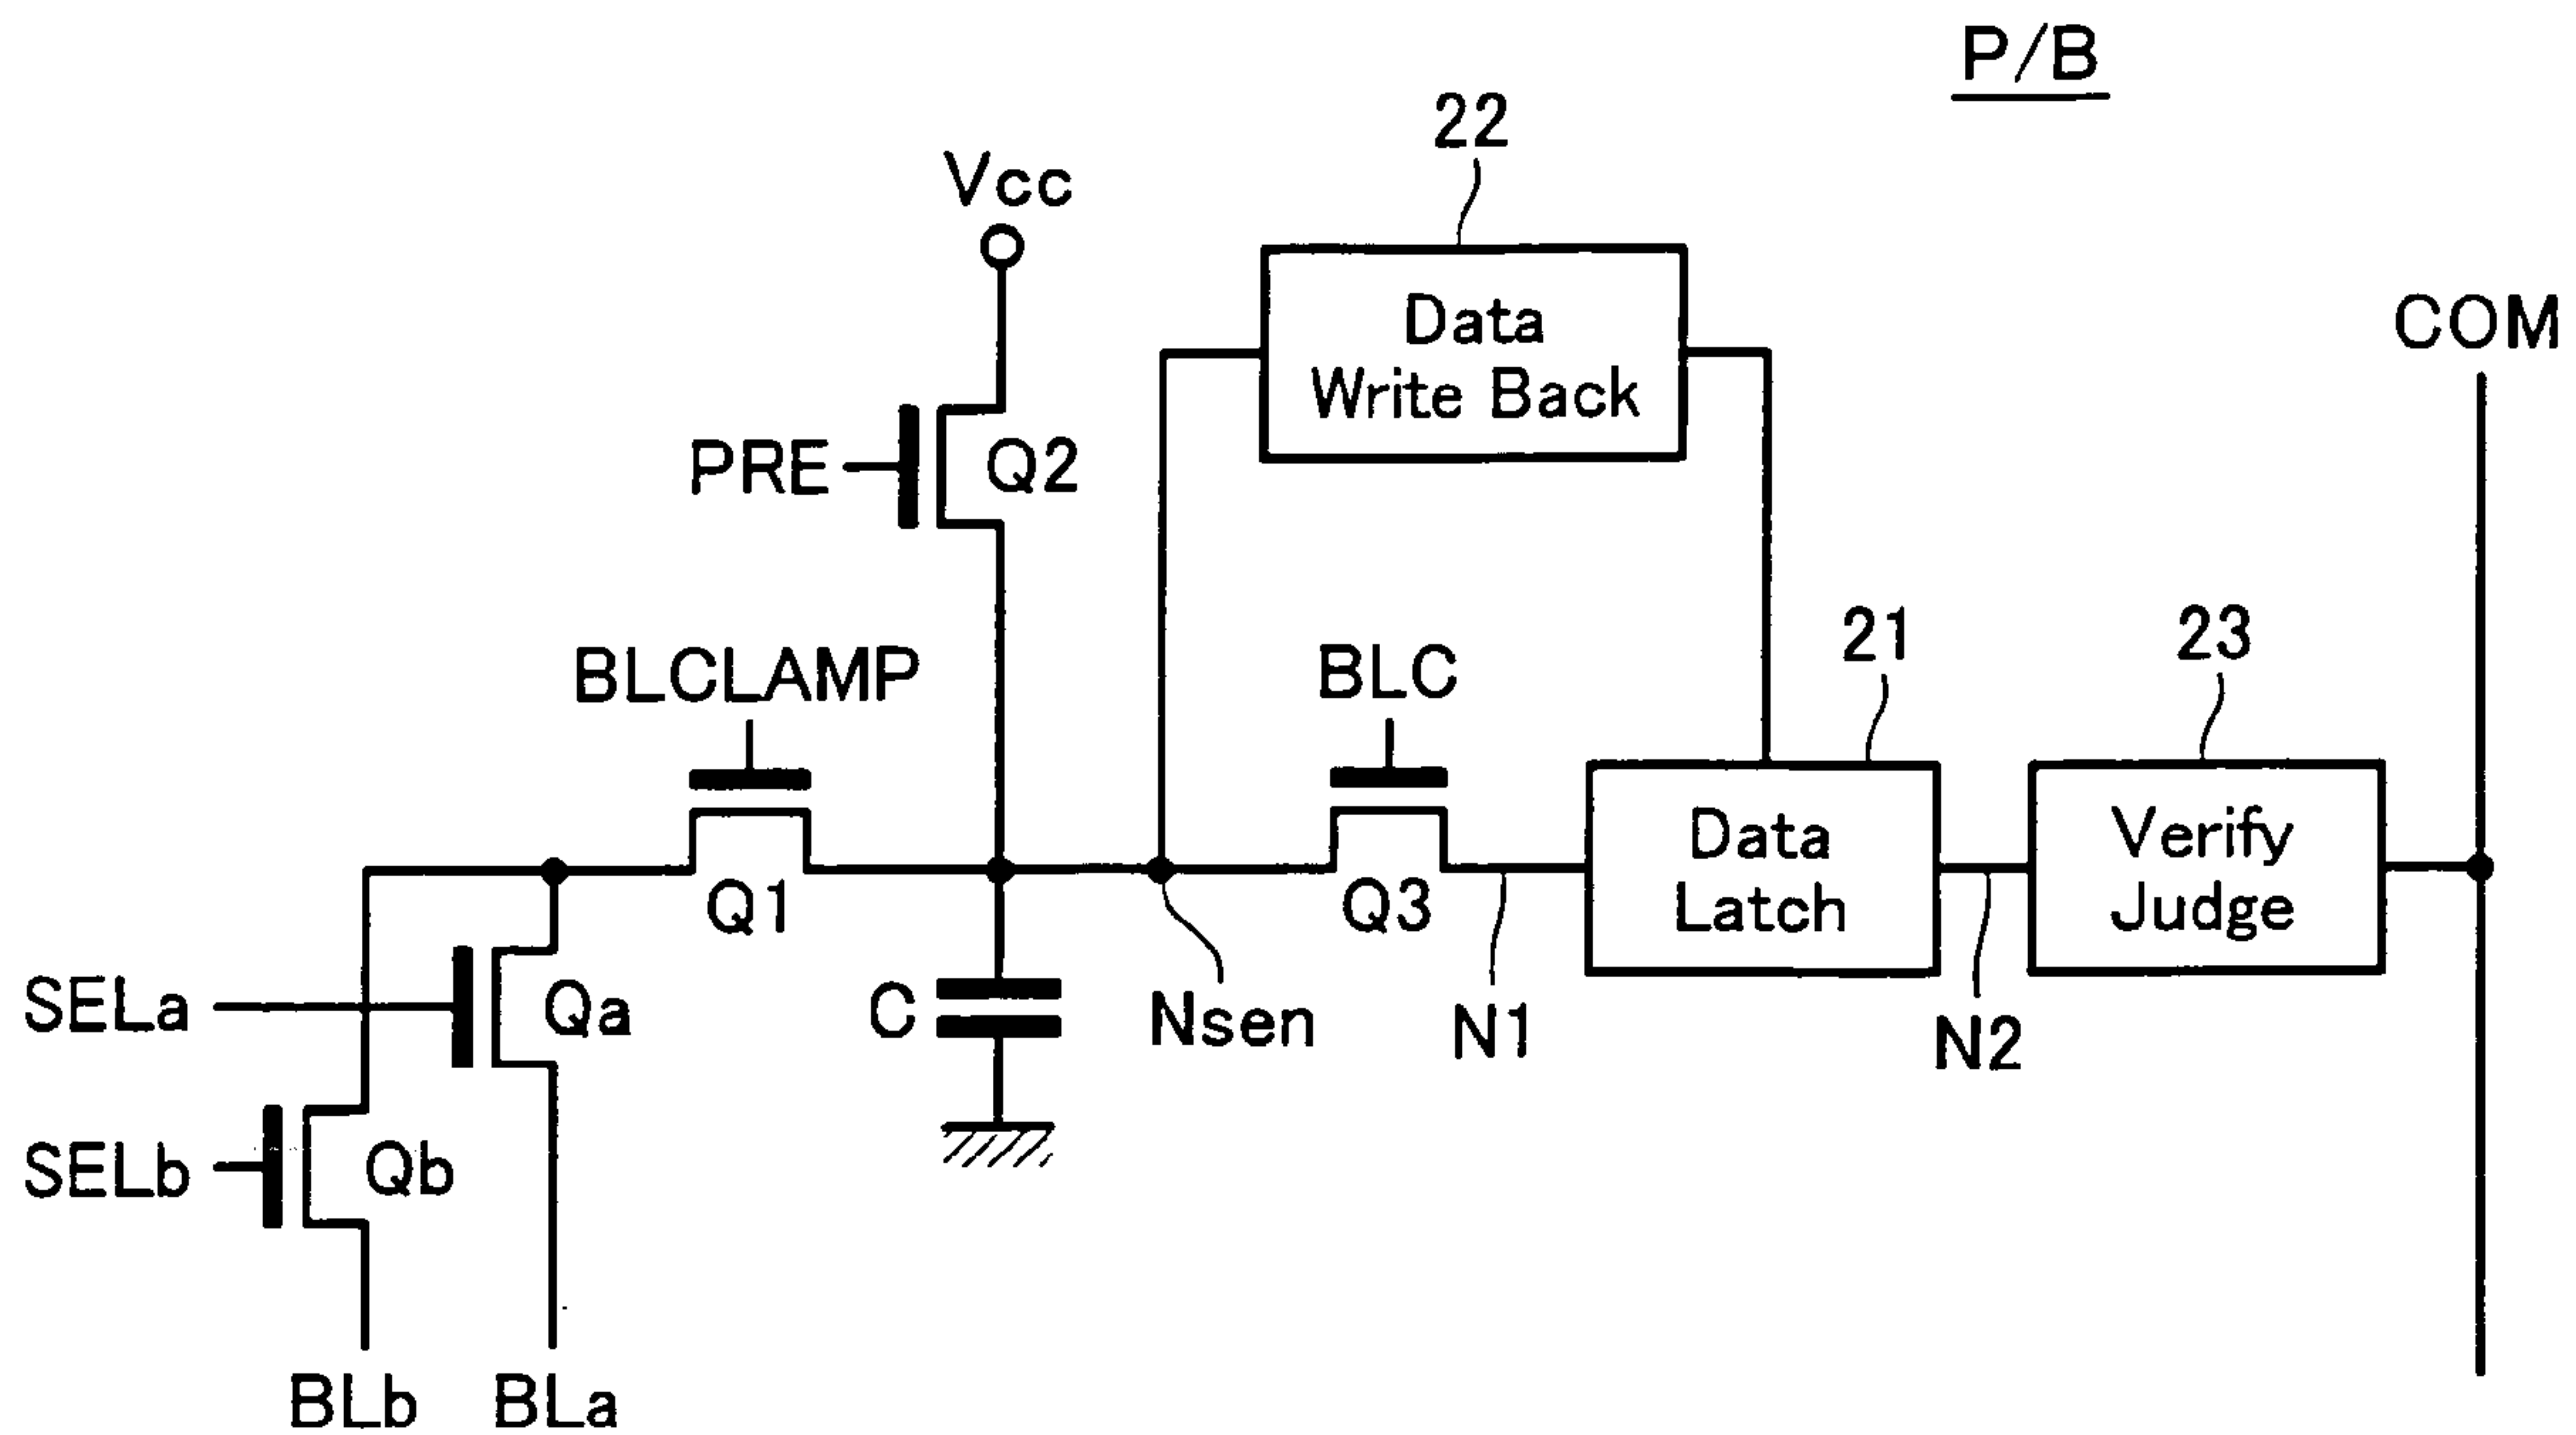 P/B
22
Vcc
Data
Write Back
COM
PRE
Q2
BLCLAMP
BLC
21
23
Data
Latch
Verify
Judge
Q1
Q3
SELa
Qa
C
Nsen
N1
N2
SELb
Qb
BLb
BLa